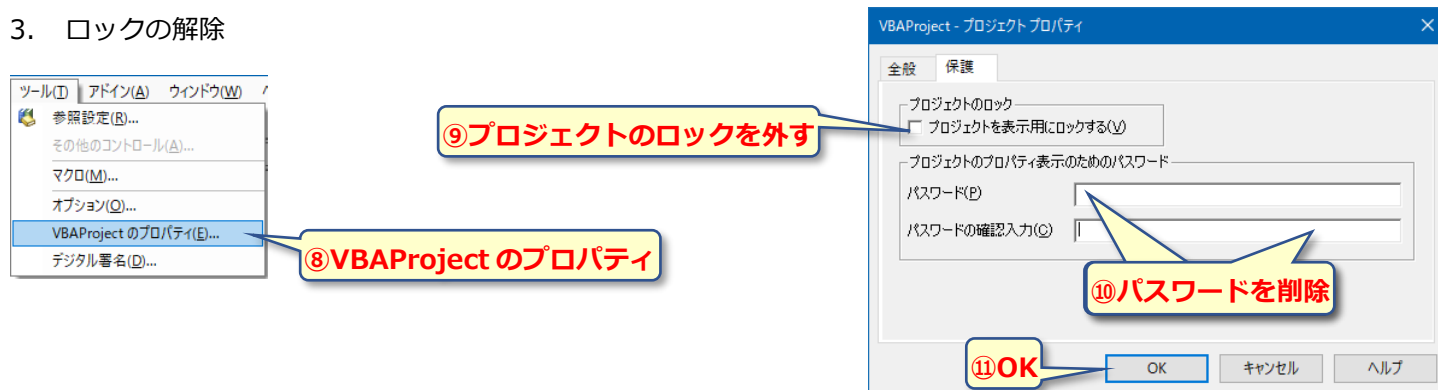 3. ロックの解除
ツール(T) アドイン(A) ウィンドウ(W)
参照設定(R)...
その他のコントロール(A)...
マクロ(M)...
オプション(O)...
VBAProject のプロパティ(E)...
デジタル署名(D)...
⑧VBAProject のプロパティ
VBAProject - プロジェクト プロパティ
全般 保護
プロジェクトのロック
プロジェクトを表示用にロックする(V)
⑨プロジェクトのロックを外す
プロジェクトのプロパティ表示のためのパスワード
パスワード(P)
パスワードの確認入力(C)
⑩パスワードを削除
⑪OK
OK キャンセル ヘルプ